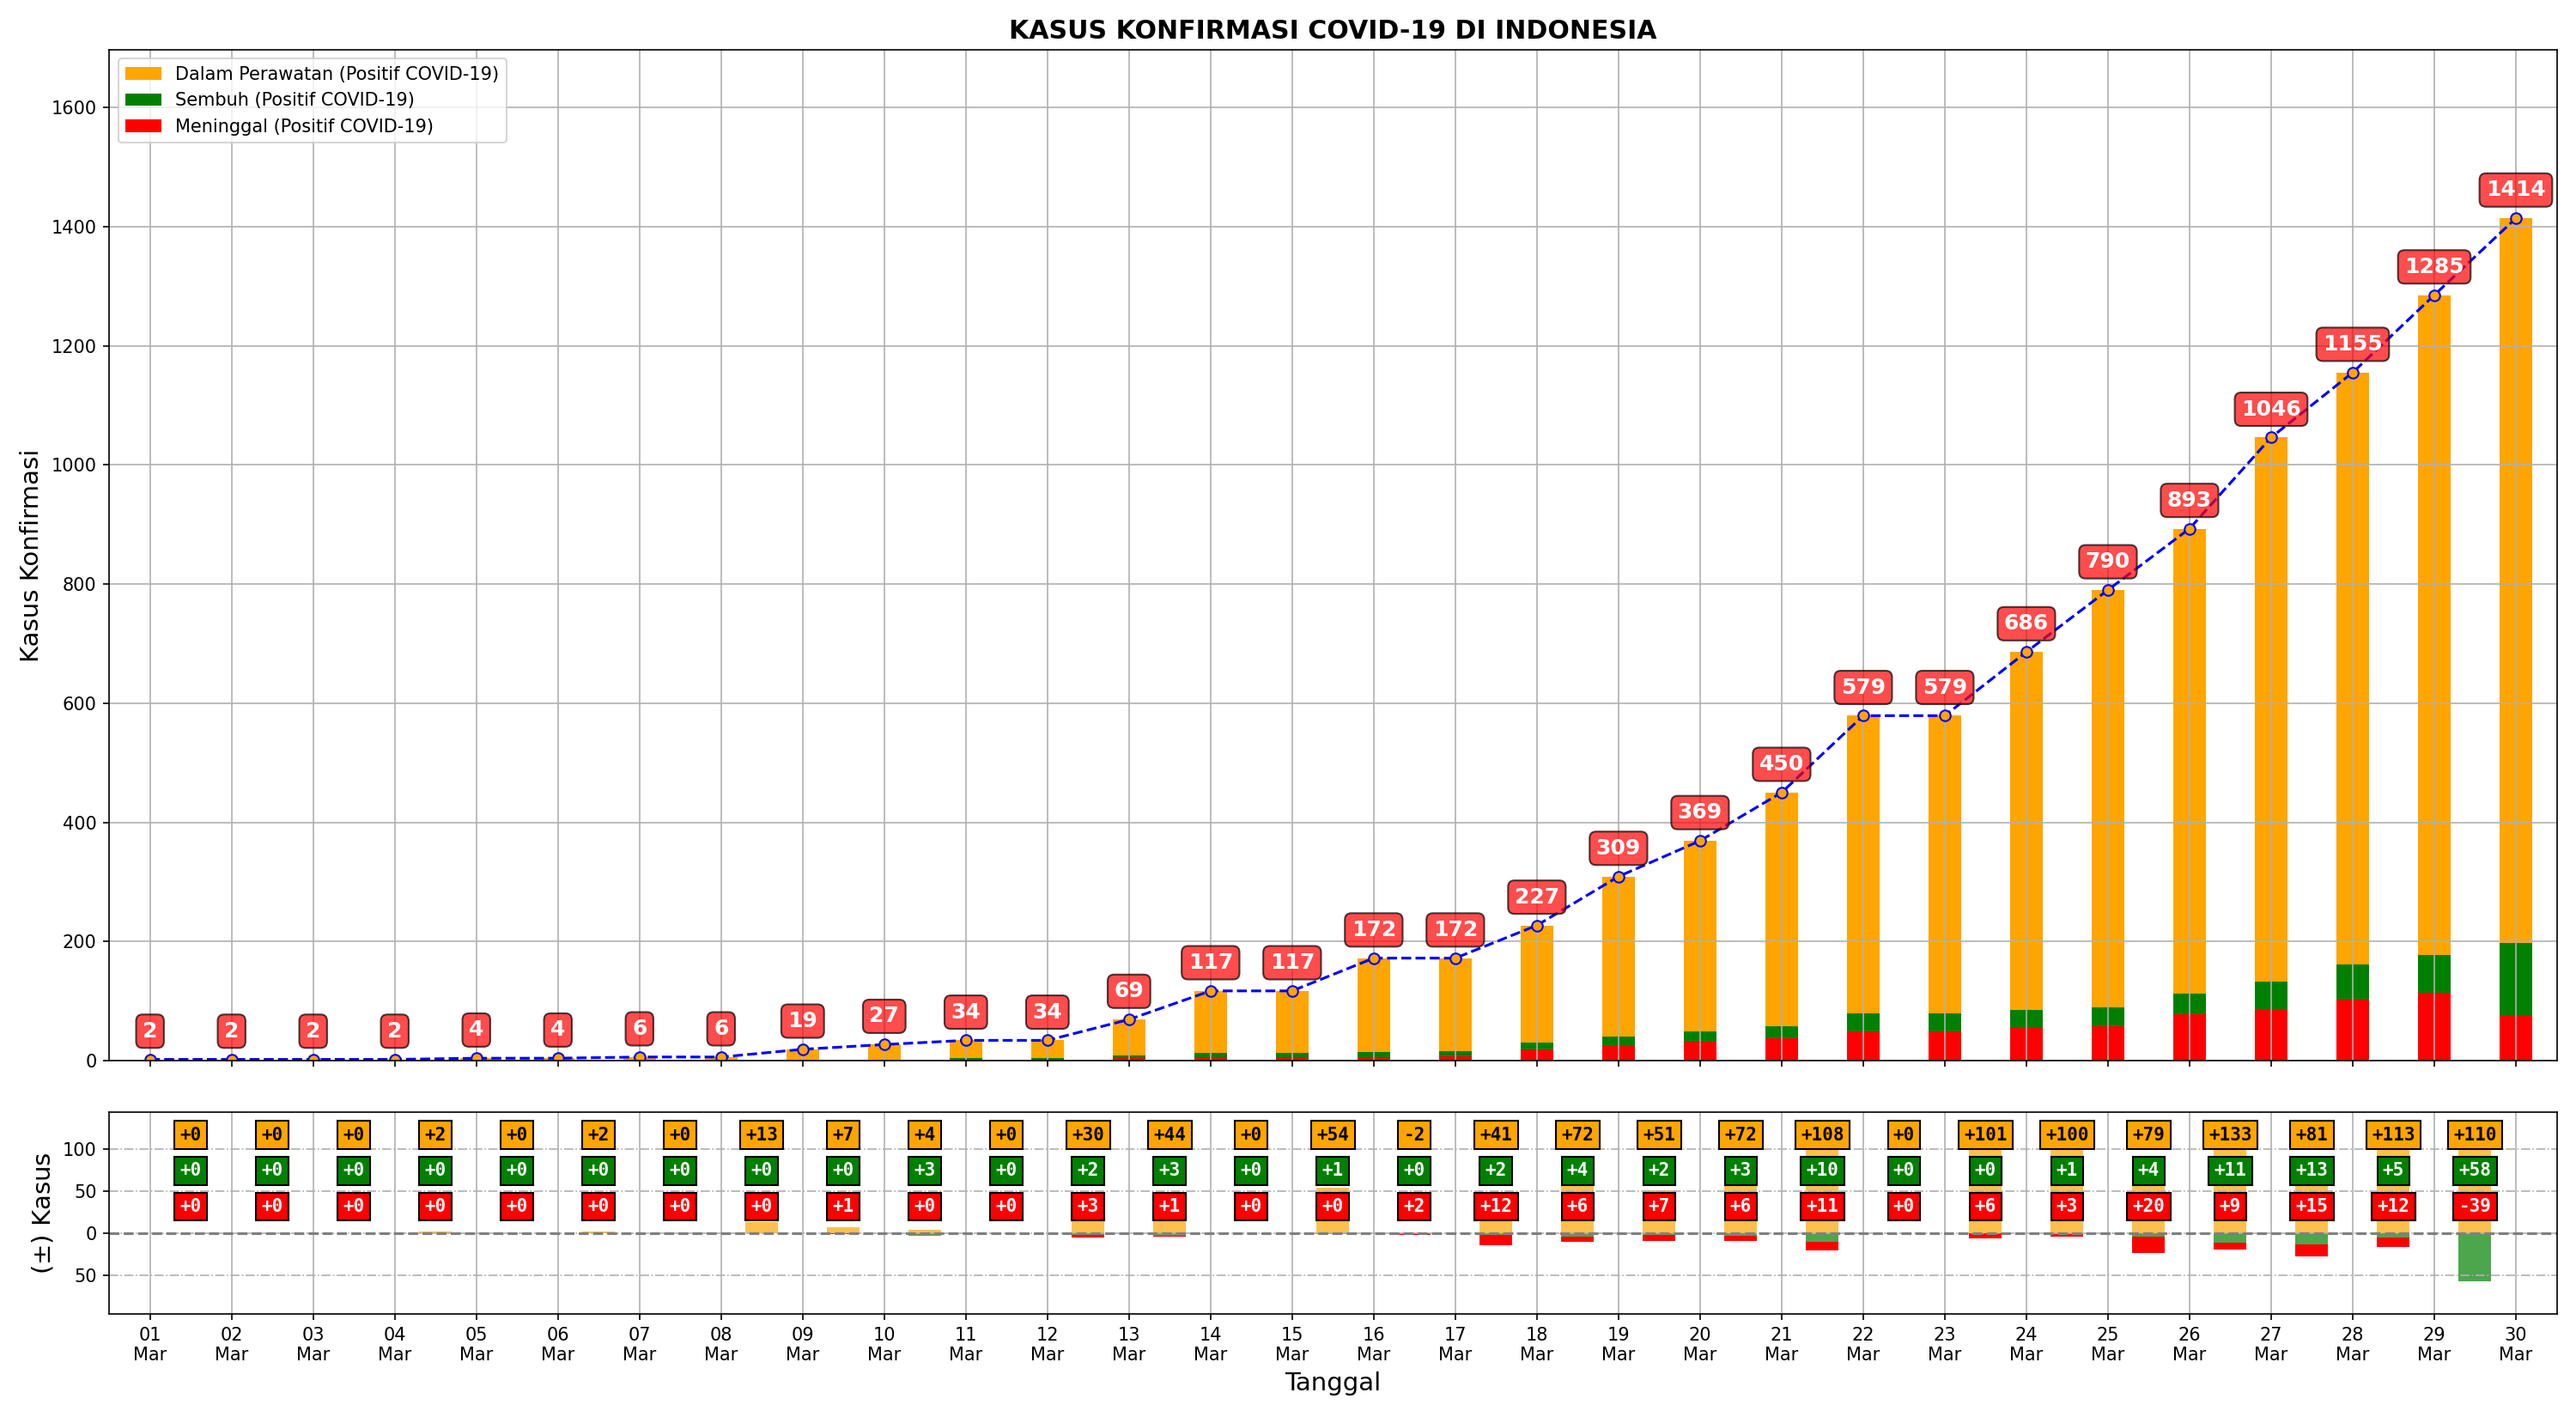 KASUS KONFIRMASI COVID-19 DI INDONESIA
Dalam Perawatan (Positif COVID-19)
Sembuh (Positif COVID-19)
Meninggal (Positif COVID-19)
Kasus Konfirmasi
1600
1400
1200
1000
800
600
400
200
0
2 2 2 2 4 4 6 6 19 27 34 34 69 117 117 172 172 227 309 369 450 579 579 686 790 893 1046 1155 1285 1414
(±) Kasus
100
50
0
50
+0 +0 +0 +2 +0 +2 +0 +13 +7 +4 +0 +30 +44 +0 +54 -2 +41 +72 +51 +72 +108 +0 +101 +100 +79 +133 +81 +113 +110
+0 +0 +0 +0 +0 +0 +0 +0 +0 +3 +0 +2 +3 +0 +1 +0 +2 +4 +2 +3 +10 +0 +0 +1 +4 +11 +13 +5 +58
+0 +0 +0 +0 +0 +0 +0 +0 +1 +0 +0 +3 +1 +0 +0 +2 +12 +6 +7 +6 +11 +0 +6 +3 +20 +9 +15 +12 -39
01 02 03 04 05 06 07 08 09 10 11 12 13 14 15 16 17 18 19 20 21 22 23 24 25 26 27 28 29 30
Mar Mar Mar Mar Mar Mar Mar Mar Mar Mar Mar Mar Mar Mar Mar Mar Mar Mar Mar Mar Mar Mar Mar Mar Mar Mar Mar Mar Mar Mar
Tanggal